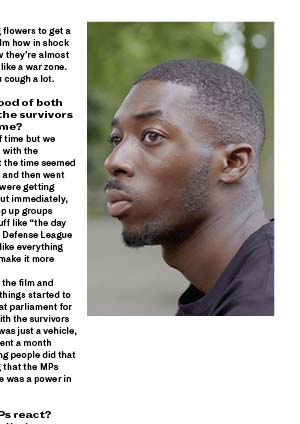 flowers to get a
lm how in shock
they're almost
like a war zone.
cough a lot.
ood of both
the survivors
me?
f time but we
with the
t the time seemed
and then went
were getting
ut immediately,
p up groups
uff like "the day
Defense League
like everything
make it more
the film and
things started to
at parliament for
ith the survivors
was just a vehicle,
ent a month
ng people did that
that the MPs
e was a power in
Ps react?